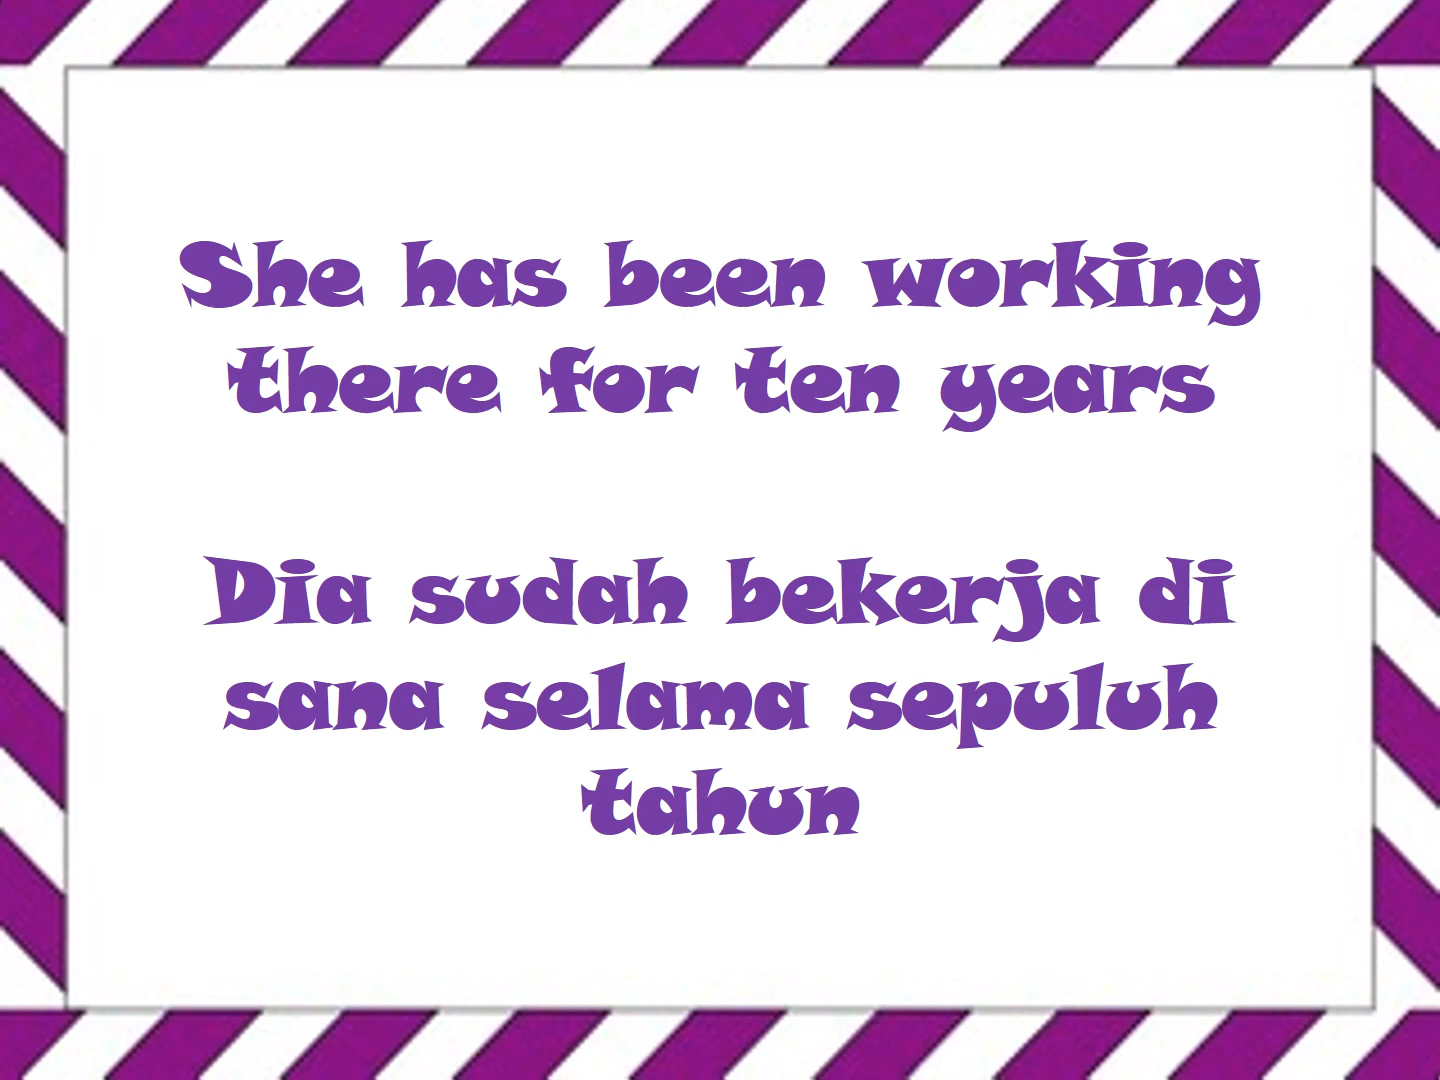 She has been working
there for ten years
Dia sudah bekerja di
sana selama sepuluh
tahun